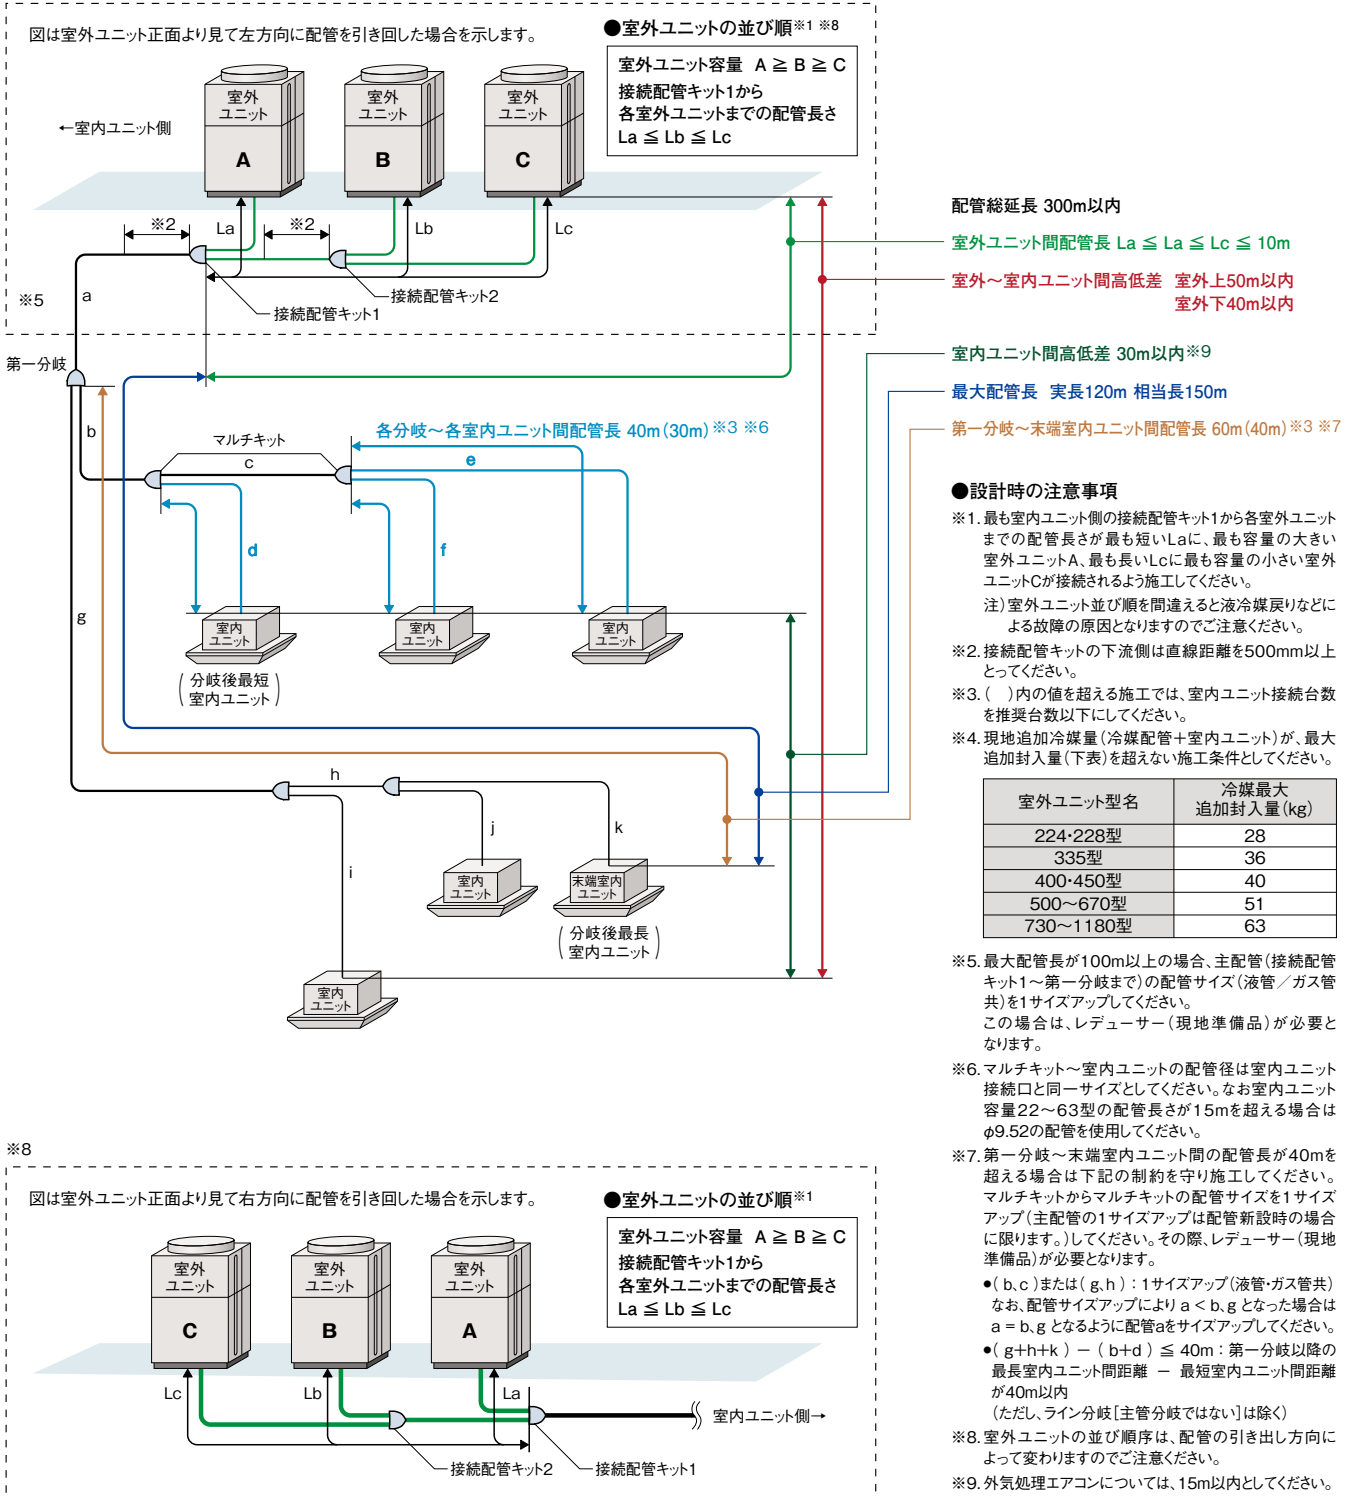 図は室外ユニット正面より見て左方向に配管を引き回した場合を示します。
●室外ユニットの並び順※1 ※8
室外ユニット容量 A ≧ B ≧ C
接続配管キット1から
各室外ユニットまでの配管長さ
La ≦ Lb ≦ Lc
←室内ユニット側
室外
ユニット
A
室外
ユニット
B
室外
ユニット
C
※2
La
※2
Lb
Lc
接続配管キット2
接続配管キット1
※5
a
第一分岐
配管総延長 300m以内
室外ユニット間配管長 La ≦ La ≦ Lc ≦ 10m
室外～室内ユニット間高低差 室外上50m以内
室外下40m以内
室内ユニット間高低差 30m以内※9
最大配管長 実長120m 相当長150m
第一分岐～末端室内ユニット間配管長 60m(40m)※3 ※7
b
マルチキット
c
各分岐～各室内ユニット間配管長 40m(30m)※3 ※6
e
d
f
g
室内
ユニット
室内
ユニット
室内
ユニット
(分岐後最短
室内ユニット)
h
j
k
i
室内
ユニット
末端室内
ユニット
(分岐後最長
室内ユニット)
室内
ユニット
●設計時の注意事項
※1. 最も室内ユニット側の接続配管キット1から各室外ユニット
までの配管長さが最も短いLaに、最も容量の大きい
室外ユニットA、最も長いLcに最も容量の小さい室外
ユニットCが接続されるよう施工してください。
注)室外ユニット並び順を間違えると液冷媒戻りなどに
よる故障の原因となりますのでご注意ください。
※2. 接続配管キットの下流側は直線距離を500mm以上
とってください。
※3. ( )内の値を超える施工では、室内ユニット接続台数
を推奨台数以下にしてください。
※4. 現地追加冷媒量(冷媒配管＋室内ユニット)が、最大
追加封入量(下表)を超えない施工条件としてください。
室外ユニット型名 冷媒最大
追加封入量(kg)
224・228型 28
335型 36
400・450型 40
500～670型 51
730～1180型 63
※5. 最大配管長が100m以上の場合、主配管(接続配管
キット1～第一分岐まで)の配管サイズ(液管／ガス管
共)を1サイズアップしてください。
この場合は、レデューサー(現地準備品)が必要と
なります。
※6. マルチキット～室内ユニットの配管径は室内ユニット
接続口と同一サイズとしてください。なお室内ユニット
容量22～63型の配管長さが15mを超える場合は
φ9.52の配管を使用してください。
※7. 第一分岐～末端室内ユニット間の配管長が40mを
超える場合は下記の制約を守り施工してください。
マルチキットからマルチキットの配管サイズを1サイズ
アップ(主配管の1サイズアップは配管新設時の場合
に限ります。)してください。その際、レデューサー(現地
準備品)が必要となります。
●( b,c )または( g,h )：1サイズアップ(液管・ガス管共)
なお、配管サイズアップにより a < b,g となった場合は
a = b,g となるように配管aをサイズアップしてください。
●( g+h+k ) － ( b+d ) ≦ 40m：第一分岐以降の
最長室内ユニット間距離 － 最短室内ユニット間距離
が40m以内
(ただし、ライン分岐[主管分岐ではない]は除く)
※8. 室外ユニットの並び順序は、配管の引き出し方向に
よって変わりますのでご注意ください。
※9. 外気処理エアコンについては、15m以内としてください。
※8
図は室外ユニット正面より見て右方向に配管を引き回した場合を示します。
●室外ユニットの並び順※1
室外ユニット容量 A ≧ B ≧ C
接続配管キット1から
各室外ユニットまでの配管長さ
La ≦ Lb ≦ Lc
室外
ユニット
C
室外
ユニット
B
室外
ユニット
A
Lc
Lb
La
室内ユニット側→
接続配管キット2
接続配管キット1